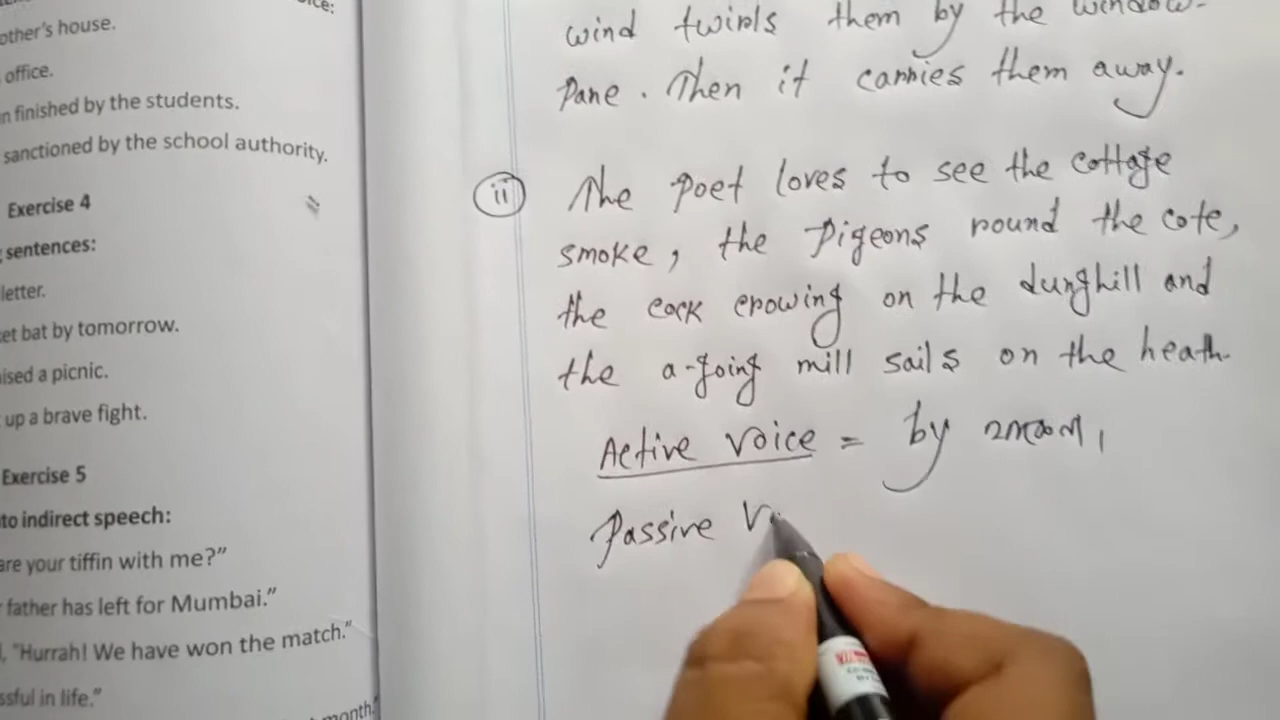 other's house.
office.
n finished by the students.
sanctioned by the school authority.
Exercise 4
sentences:
letter.
et bat by tomorrow.
ised a picnic.
up a brave fight.
Exercise 5
to indirect speech:
are your tiffin with me?"
father has left for Mumbai."
, "Hurrah! We have won the match."
ssful in life."
month."
wind twirls them by the window-
pane. Then it carries them away.
ii The poet loves to see the cottage
smoke, the pigeons round the cote,
the cock crowing on the dunghill and
the a-going mill sails on the heath.
Active voice = by
Passive V